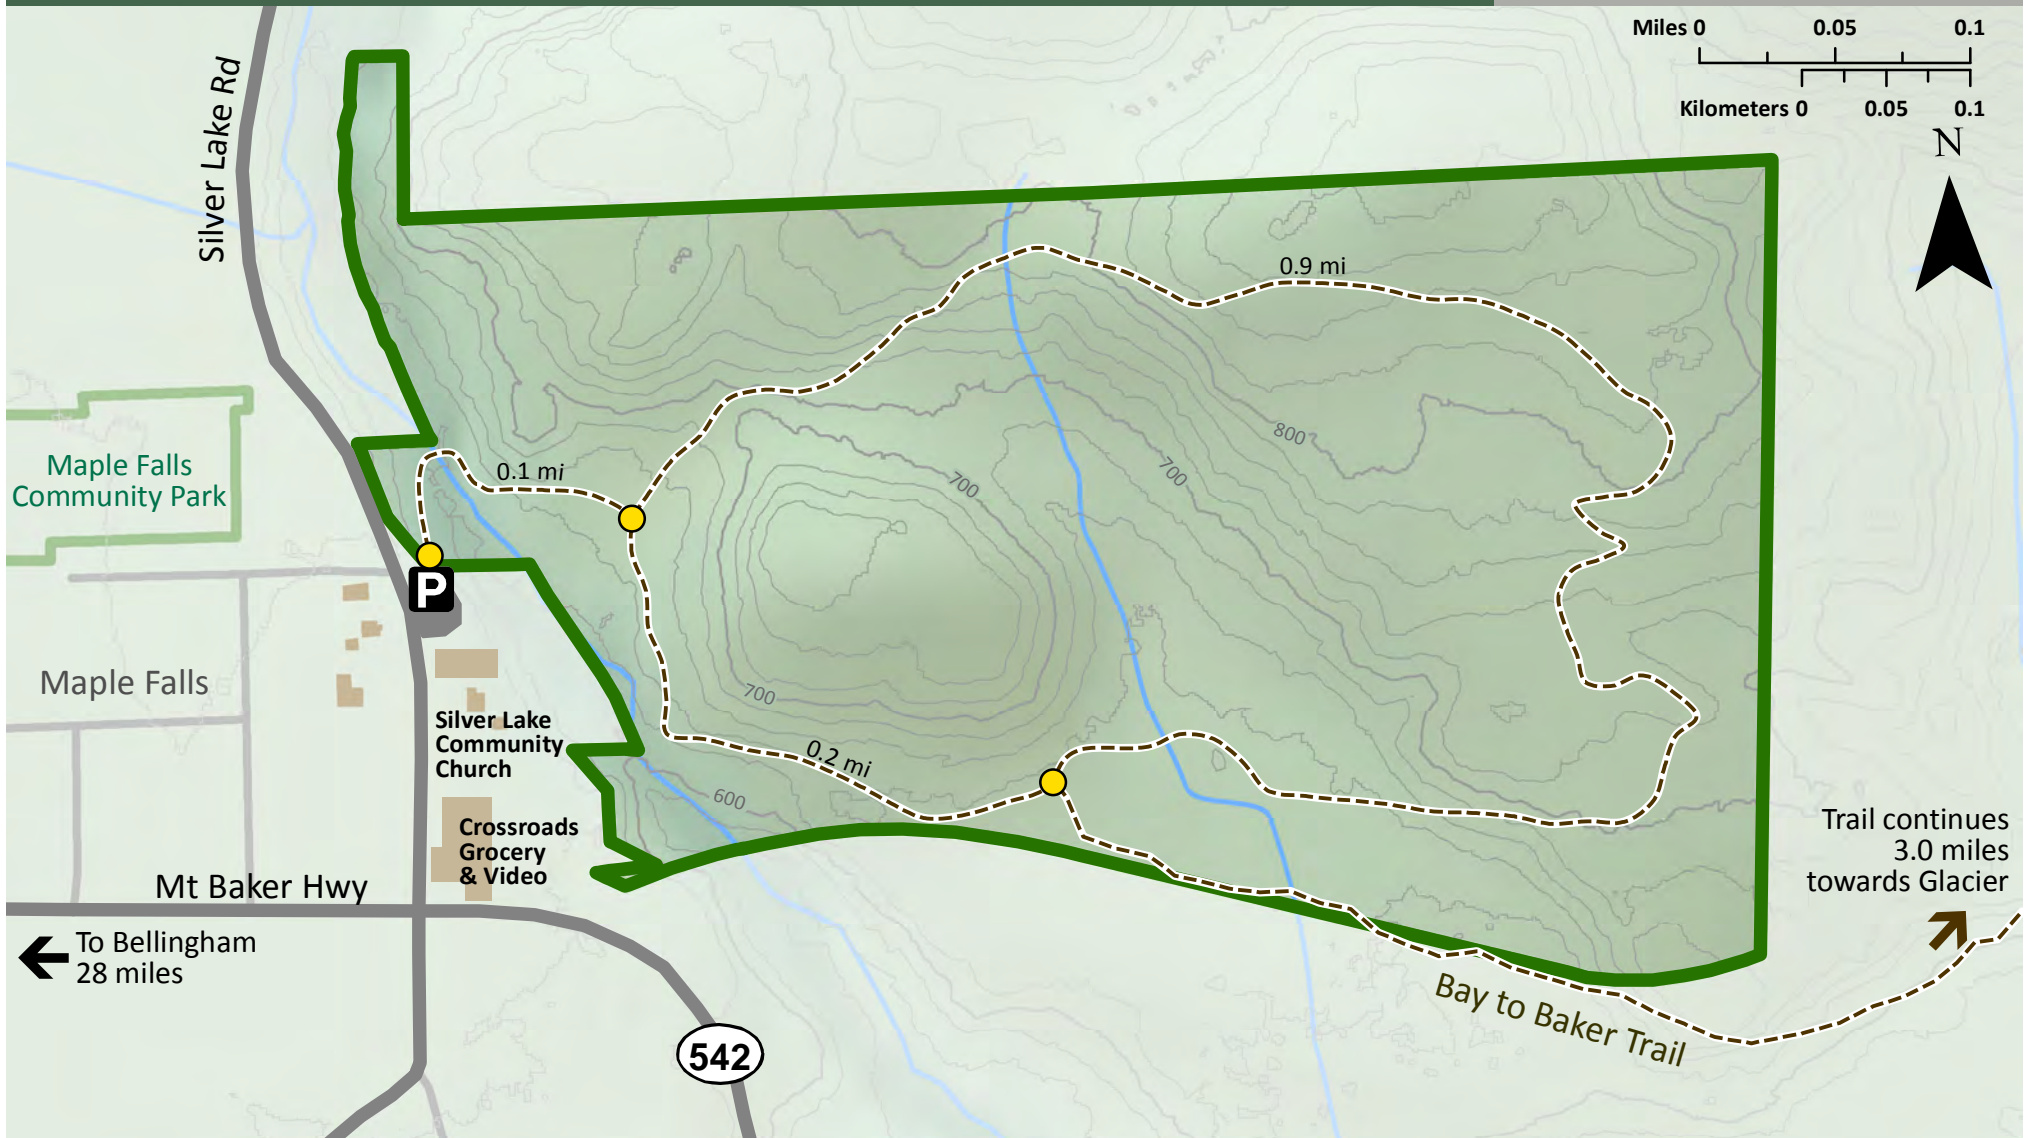 Miles 0 0.05 0.1
Kilometers 0 0.05 0.1
N
Silver Lake Rd
0.9 mi
800
700
700
0.1 mi
Maple Falls
Community Park
P
Maple Falls
700
Silver Lake
Community
Church
0.2 mi
600
Crossroads
Grocery
& Video
Trail continues
3.0 miles
towards Glacier
Mt Baker Hwy
To Bellingham
28 miles
Bay to Baker Trail
542